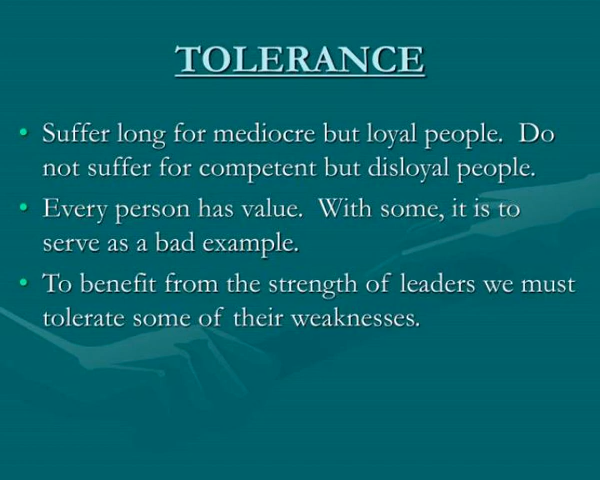 TOLERANCE
• Suffer long for mediocre but loyal people.  Do
not suffer for competent but disloyal people.
• Every person has value.  With some, it is to
serve as a bad example.
• To benefit from the strength of leaders we must
tolerate some of their weaknesses.